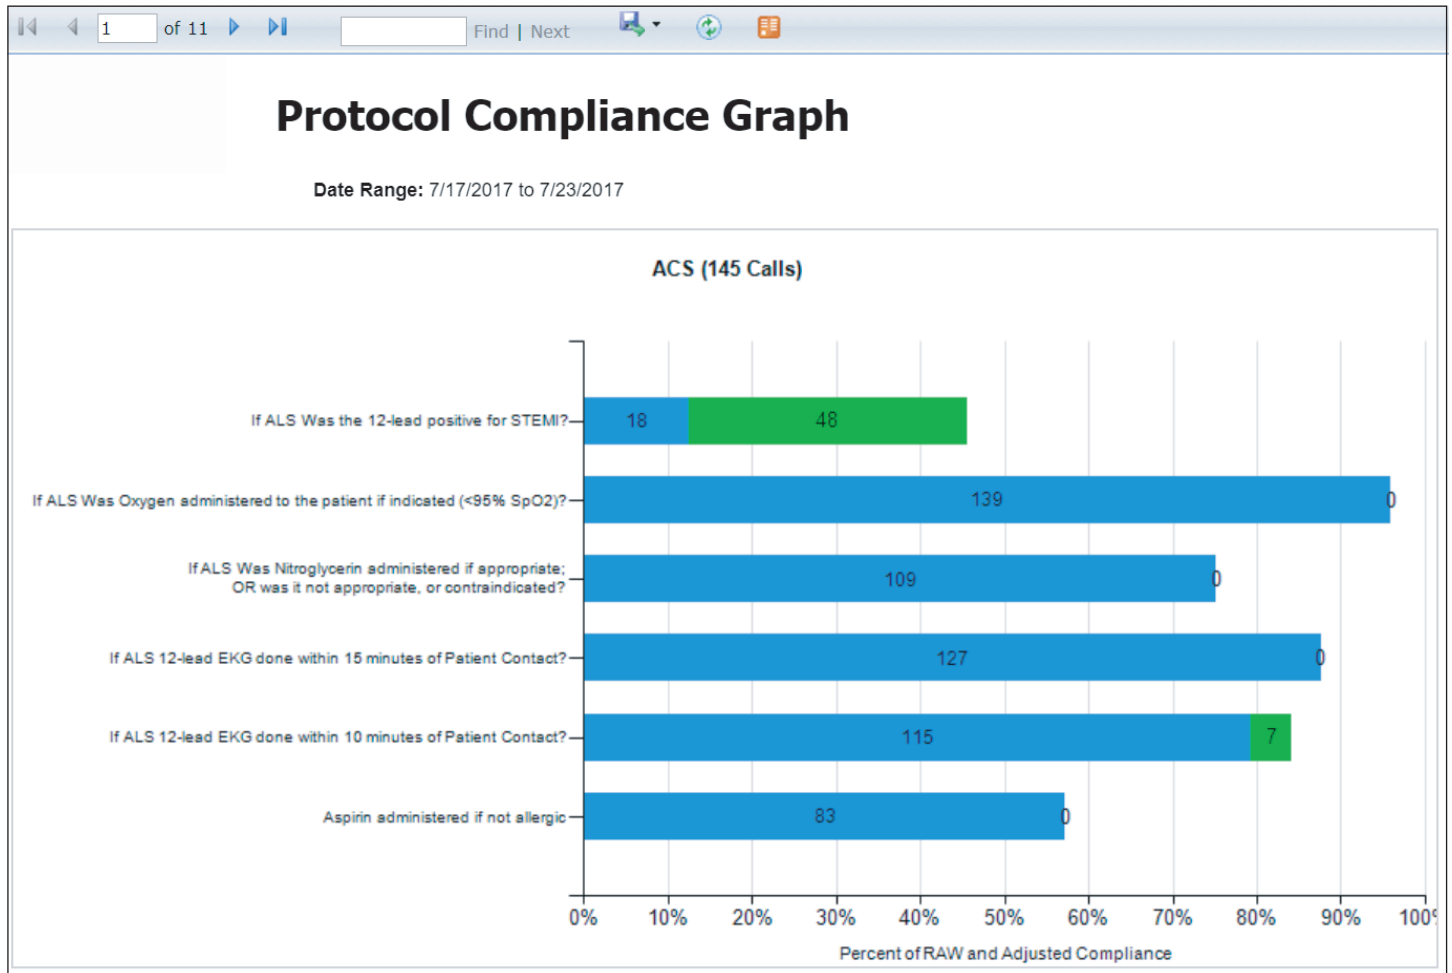 1 of 11 Find | Next
Protocol Compliance Graph
Date Range: 7/17/2017 to 7/23/2017
ACS (145 Calls)
If ALS Was the 12-lead positive for STEMI? 18 48
If ALS Was Oxygen administered to the patient if indicated (<95% SpO2)? 139 0
If ALS Was Nitroglycerin administered if appropriate;
OR was it not appropriate, or contraindicated? 109 0
If ALS 12-lead EKG done within 15 minutes of Patient Contact? 127 0
If ALS 12-lead EKG done within 10 minutes of Patient Contact? 115 7
Aspirin administered if not allergic 83 0
0% 10% 20% 30% 40% 50% 60% 70% 80% 90% 100%
Percent of RAW and Adjusted Compliance